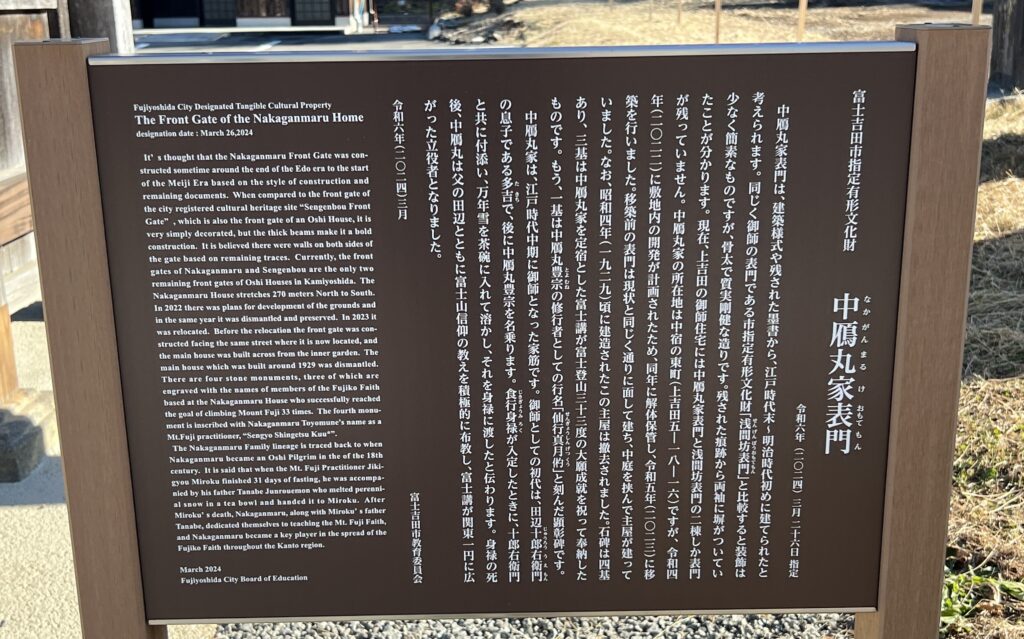 富士吉田市指定有形文化財
中鴈丸家表門
なかがんまるけ おもてもん
令和六年(二〇二四)三月二十六日指定
中鴈丸家表門は、建築様式や残された墨書から、江戸時代末~明治時代初めに建てられたと
考えられます。同じく御師の表門である市指定有形文化財「浅間坊表門」と比較すると装飾は
少なく簡素なものですが、骨太で質実剛健な造りです。残された痕跡から両袖に塀がついてい
たことが分かります。現在、上吉田の御師住宅には中鴈丸家表門と浅間坊表門の二棟しか表門
が残っていません。中鴈丸家の所在地は中宿の東町(上吉田五―一八―一六)ですが、令和四
年(二〇二二)に敷地内の開発が計画されたため、同年に解体保管し、令和五年(二〇二三)に移
築を行いました。移築前の表門は現状と同じく通りに面して建ち、中庭を挟んで主屋が建って
いました。なお、昭和四年(一九二九)頃に建造されたこの主屋は撤去されました。石碑は四基
あり、三基は中鴈丸家を定宿とした富士講が富士登山三十三度の大願成就を祝って奉納した
ものです。もう、一基は中鴈丸豊宗の修行者としての行名「仙行真月」と刻んだ顕彰碑です。
中鴈丸家は、江戸時代中期に御師となった家筋です。御師としての初代は、田辺十郎右衛門
の息子である多吉で、後に中鴈丸豊宗を名乗ります。食行身禄が入定したときに、十郎右衛門
と共に付添い、万年雪を茶碗に入れて溶かし、それを身禄に渡したと伝わります。身禄の死
後、中鴈丸は父の田辺とともに富士山信仰の教えを積極的に布教し、富士講が関東一円に広
がった立役者となりました。
令和六年(二〇二四)三月
富士吉田市教育委員会
Fujiyoshida City Designated Tangible Cultural Property
The Front Gate of the Nakaganmaru Home
designation date : March 26,2024
It's thought that the Nakaganmaru Front Gate was con-
structed sometime around the end of the Edo era to the start
of the Meiji Era based on the style of construction and
remaining documents. When compared to the front gate of
the city registered cultural heritage site "Sengenbou Front
Gate" , which is also the front gate of an Oshi House, it is
very simply decorated, but the thick beams make it a bold
construction. It is believed there were walls on both sides of
the gate based on remaining traces. Currently, the front
gates of Nakaganmaru and Sengenbou are the only two
remaining front gates of Oshi Houses in Kamiyoshida. The
Nakaganmaru House stretches 270 meters North to South.
In 2022 there was plans for development of the grounds and
in the same year it was dismantled and preserved. In 2023 it
was relocated. Before the relocation the front gate was con-
structed facing the same street where it is now located, and
the main house was built across from the inner garden. The
main house which was built around 1929 was dismantled.
There are four stone monuments, three of which are
engraved with the names of members of the Fujiko Faith
based at the Nakaganmaru House who successfully reached
the goal of climbing Mount Fuji 33 times. The fourth monu-
ment is inscribed with Nakaganmaru Toyomune's name as a
Mt.Fuji practitioner, "Sengyo Shingetsu Kuu*".
The Nakaganmaru Family lineage is traced back to when
Nakaganmaru became an Oshi Pilgrim in the of the 18th
century. It is said that when the Mt. Fuji Practitioner Jiki-
gyou Miroku finished 31 days of fasting, he was accompa-
nied by his father Tanabe Junrouemon who melted perenni-
al snow in a tea bowl and handed it to Miroku. After
Miroku's death, Nakaganmaru, along with Miroku's father
Tanabe, dedicated themselves to teaching the Mt. Fuji Faith,
and Nakaganmaru became a key player in the spread of the
Fujiko Faith throughout the Kanto region.
March 2024
Fujiyoshida City Board of Education